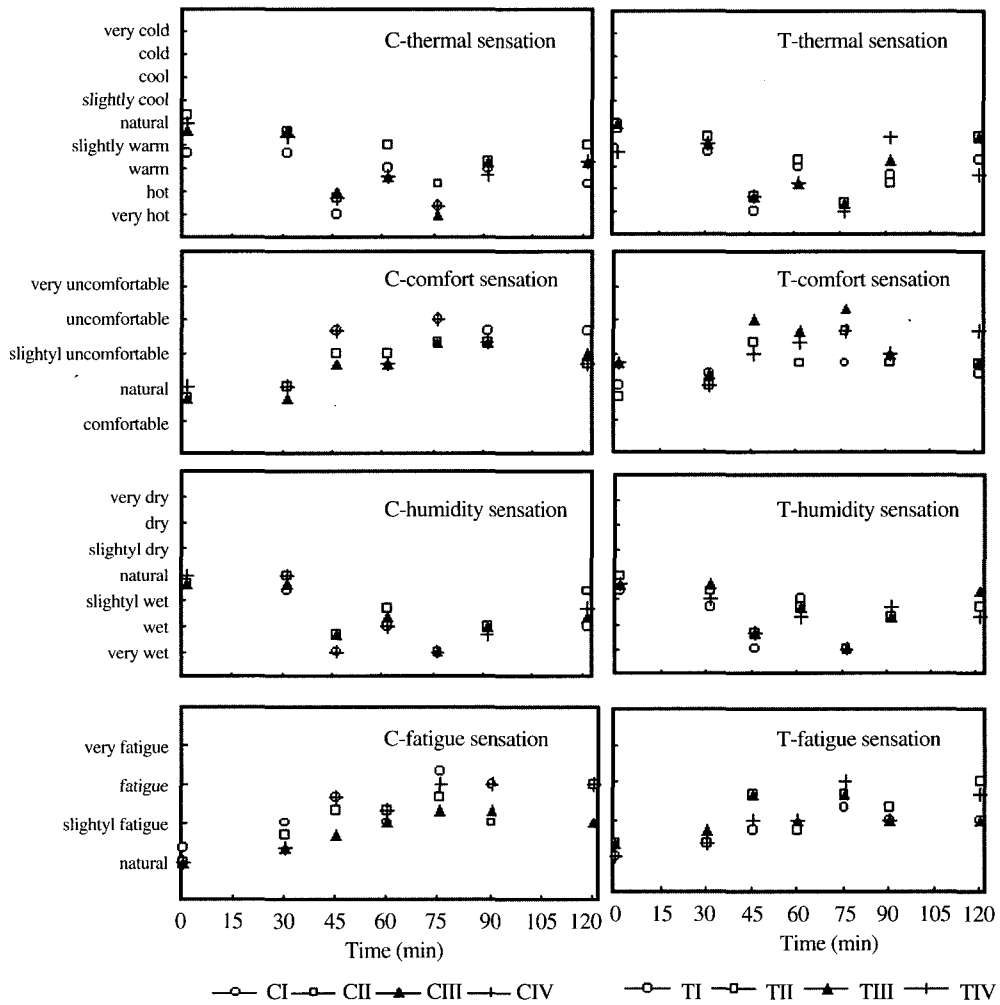 C-thermal sensation
very cold
cold
cool
slightly cool
natural
slightly warm
warm
hot
very hot
T-thermal sensation
C-comfort sensation
very uncomfortable
uncomfortable
slightyl uncomfortable
natural
comfortable
T-comfort sensation
C-humidity sensation
very dry
dry
slightyl dry
natural
slightyl wet
wet
very wet
T-humidity sensation
C-fatigue sensation
very fatigue
fatigue
slightyl fatigue
natural
T-fatigue sensation
0 15 30 45 60 75 90 105 120
Time (min)
0 15 30 45 60 75 90 105 120
Time (min)
CI CII CIII CIV
TI TII TIII TIV